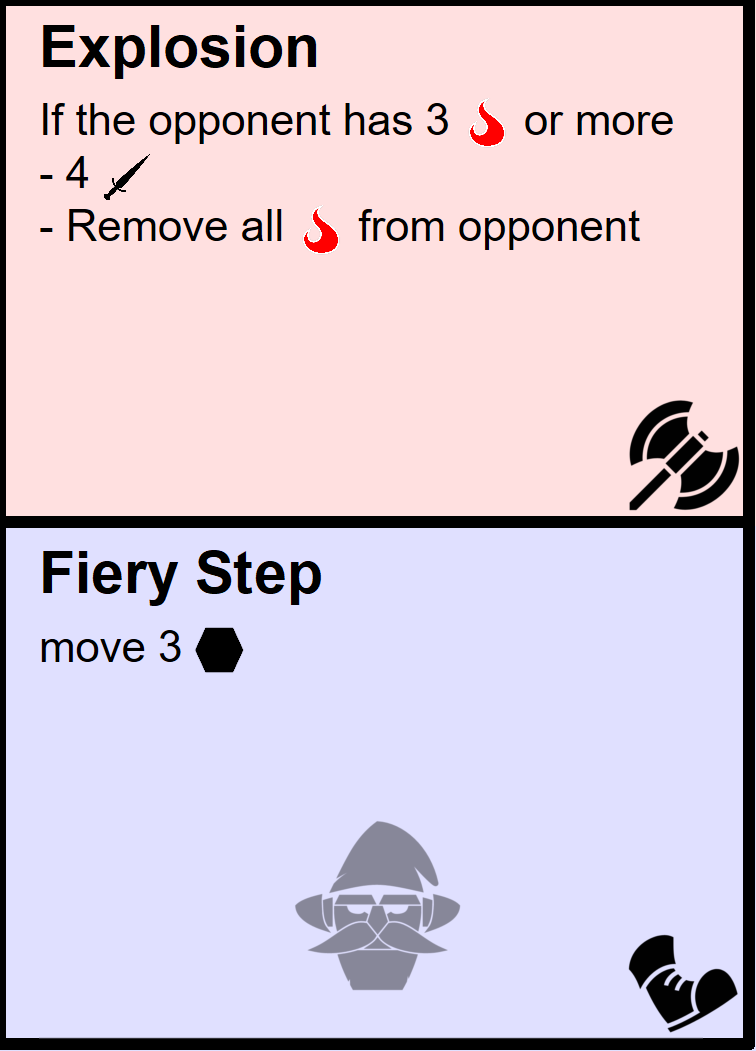 Explosion
If the opponent has 3 or more
- 4
- Remove all from opponent
Fiery Step
move 3